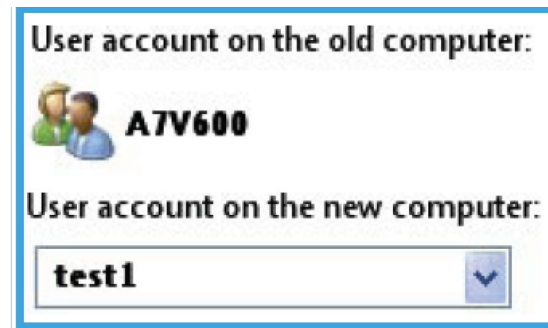 User account on the old computer:
A7V600
User account on the new computer:
test1